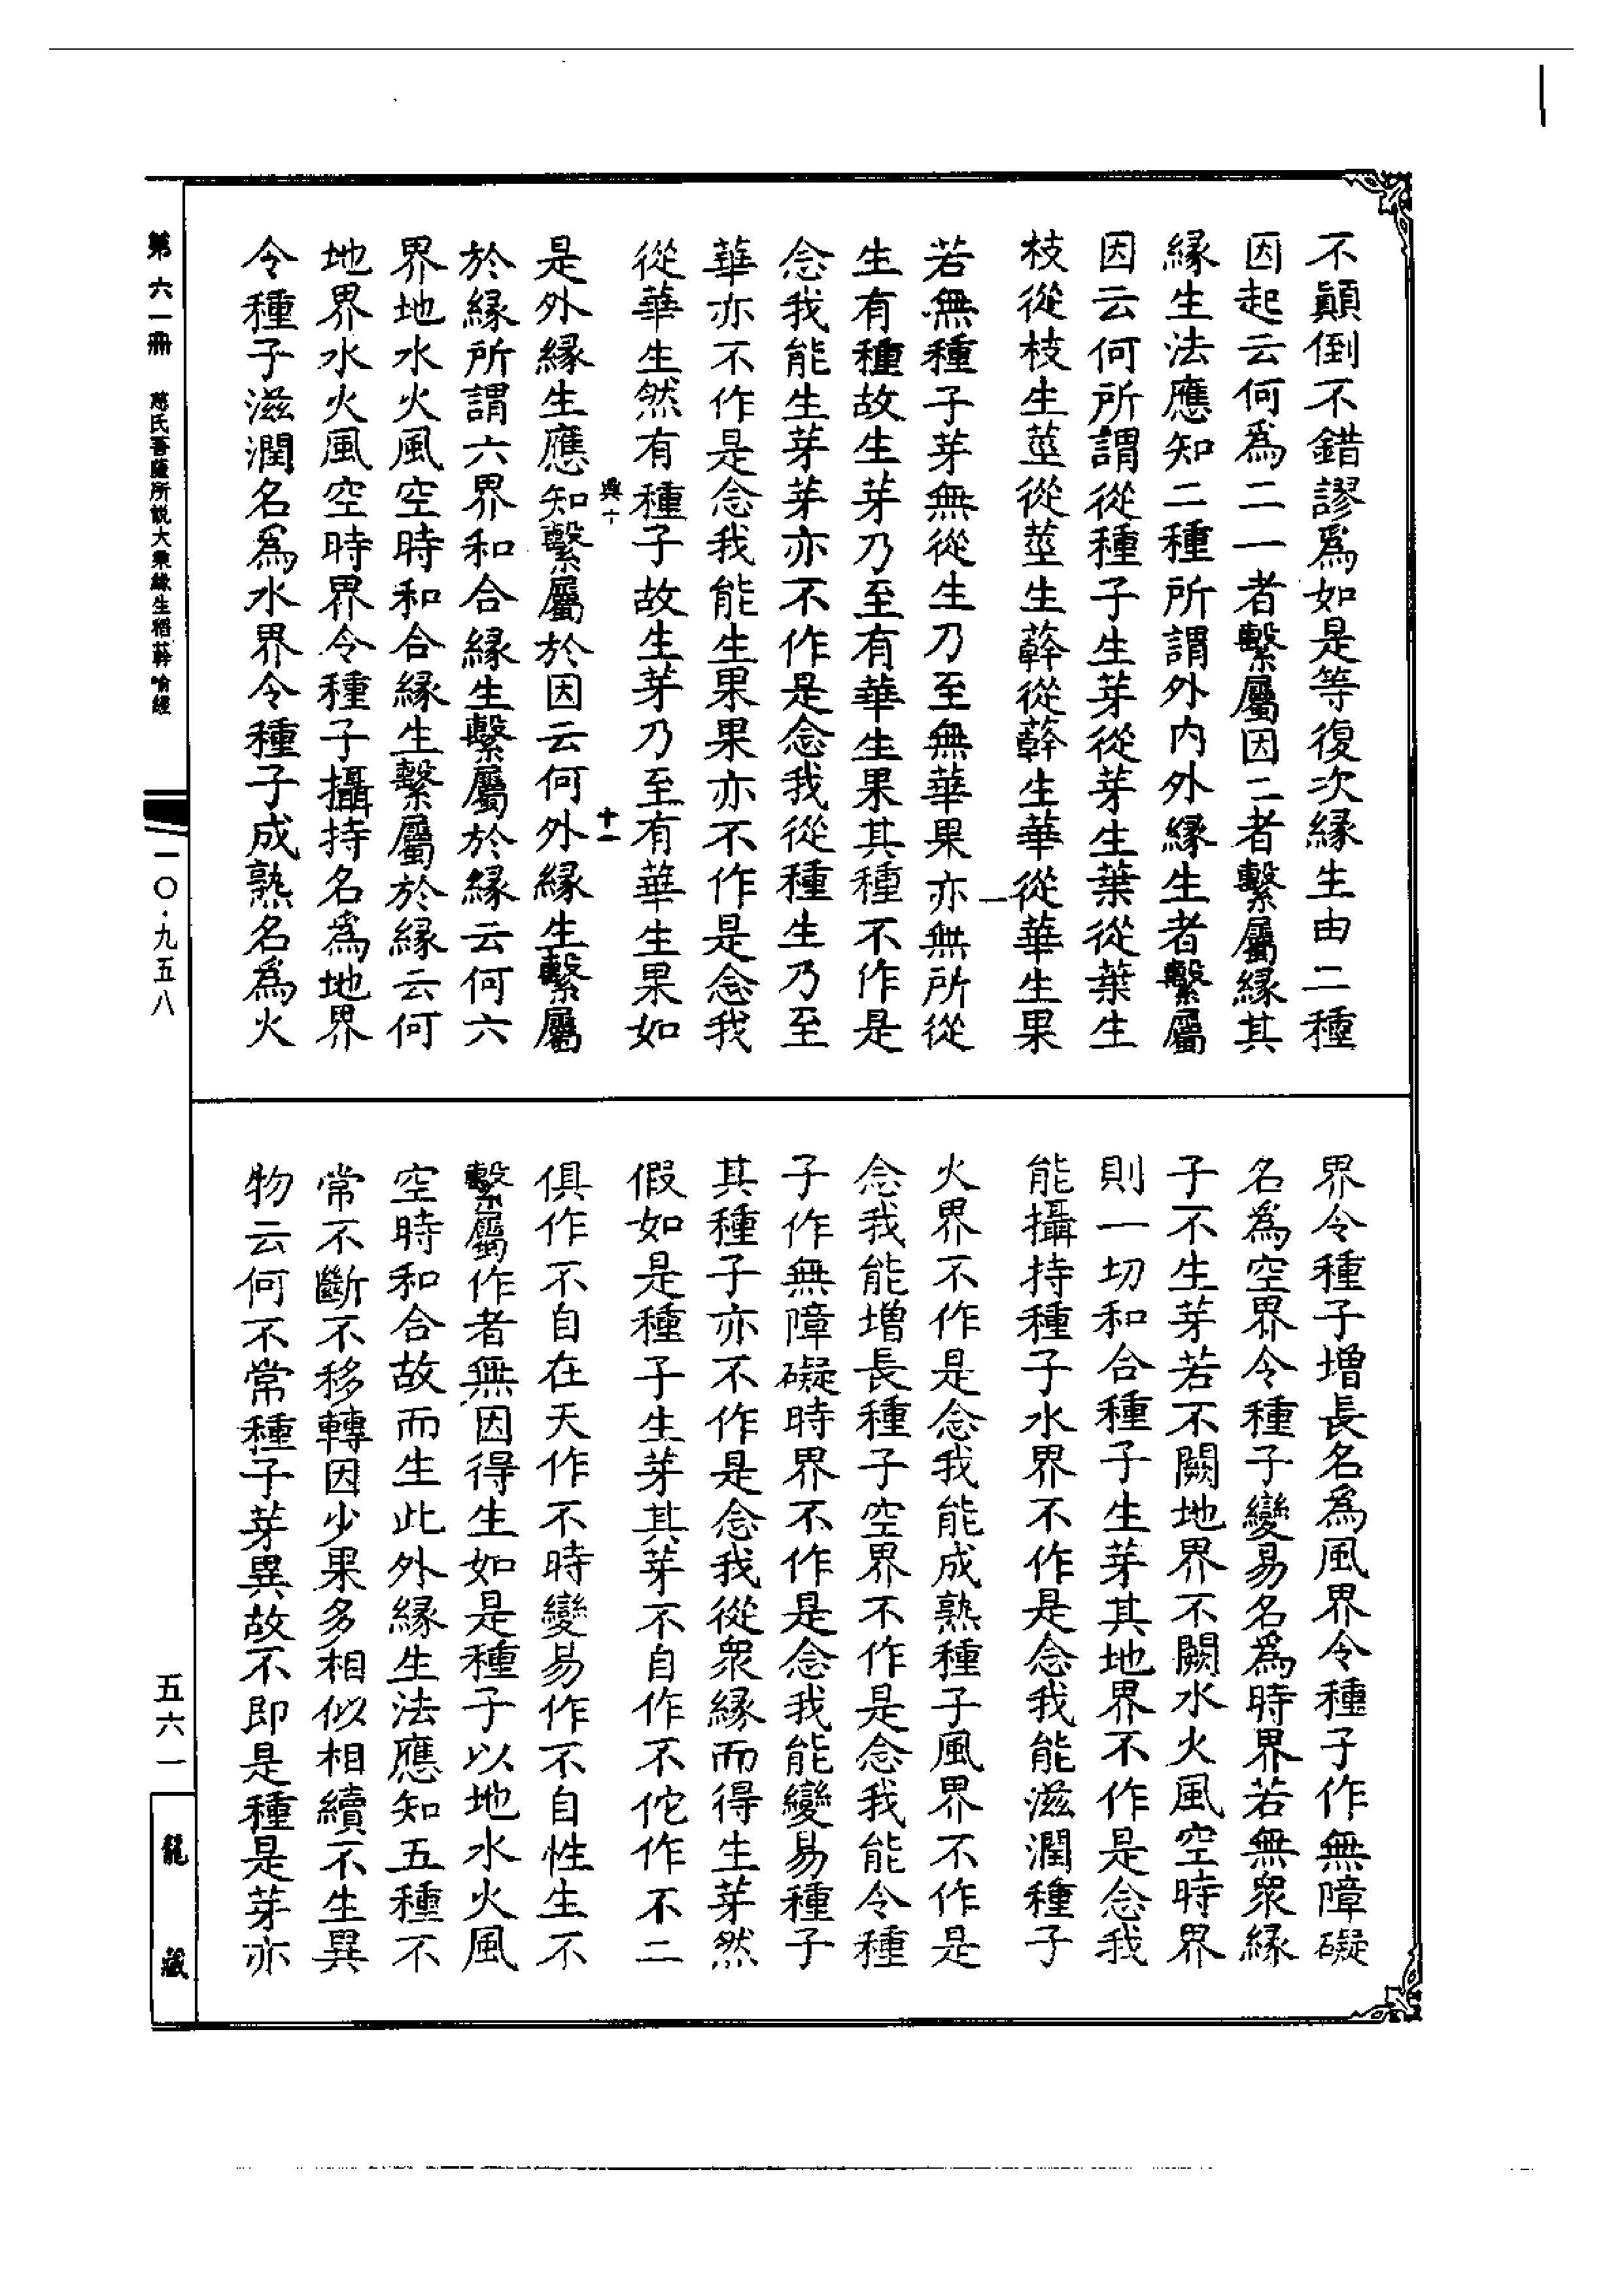 不顚倒不錯謬爲如是等復次緣生由二種
因起云何爲二一者繫屬因二者繫屬緣其
緣生法應知二種所謂外內外緣生者繫屬
因云何所謂從種子生芽從芽生葉從葉生
枝從枝生莖從莖生蕣從蕣生華從華生果
若無種子芽無從生乃至無華果亦無所從
生有種故生芽乃至有華生果其種不作是
念我能生芽芽亦不作是念我從種生乃至
華亦不作是念我能生果果亦不作是念我
從華生然有種子故生芽乃至有華生果如
十一
是外緣生應知繫屬於因云何外緣生繫屬
於緣所謂六界和合緣生繫屬於緣云何六
界地水火風空時和合緣生繫屬於緣云何
地界水火風空時界令種子攝持名爲地界
令種子滋潤名爲水界令種子成熟名爲火
界令種子增長名爲風界令種子作無障礙
名爲空界令種子變易名爲時界若無眾緣
子不生芽若不闕地界不闕水火風空時界
則一切和合種子生芽其地界不作是念我
能攝持種子水界不作是念我能滋潤種子
火界不作是念我能成熟種子風界不作是
念我能增長種子空界不作是念我能令種
子作無障礙時界不作是念我能變易種子
其種子亦不作是念我從眾緣而得生芽然
假如是種子生芽其芽不自作不佗作不二
俱作不自在天作不時變易作不自性生不
繫屬作者無因得生如是種子以地水火風
空時和合故而生此外緣生法應知五種不
常不斷不移轉因少果多相似相續不生異
物云何不常種子芽異故不即是種是芽亦
第六一冊 慈氏菩薩所說大乘緣生稻𦼮喻經
一〇·九五八
五六一
龍藏